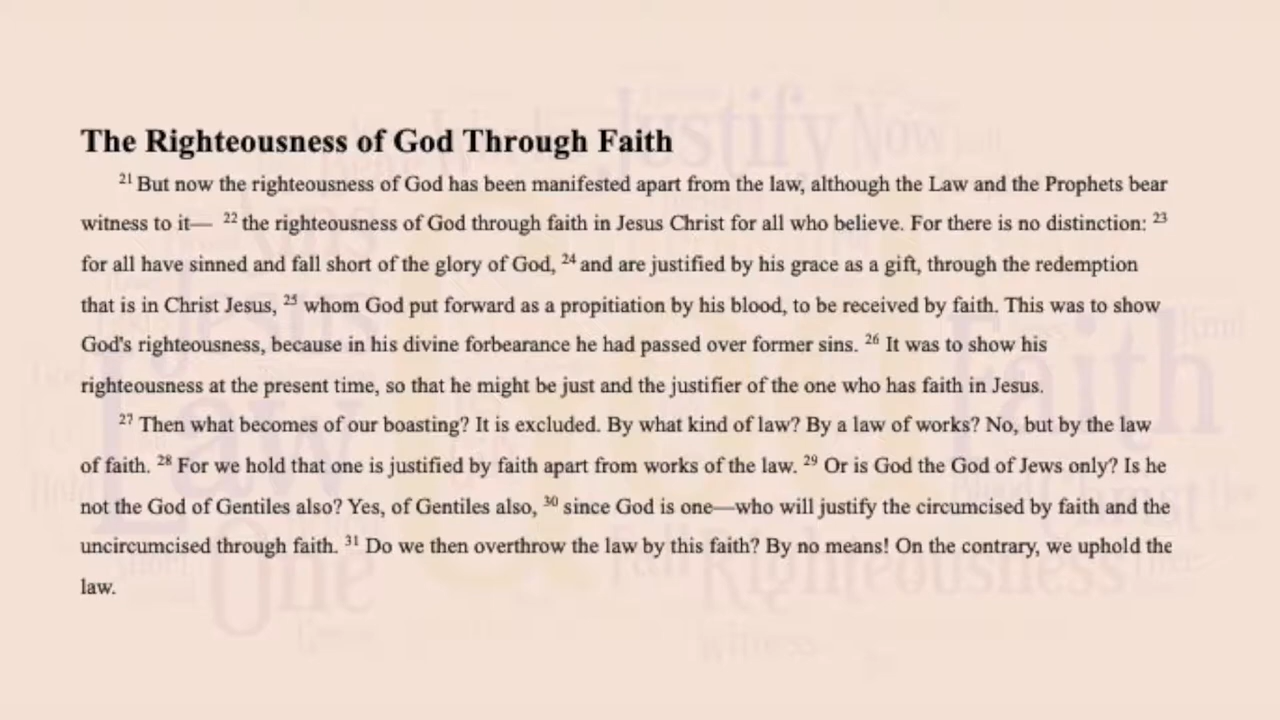 The Righteousness of God Through Faith
21 But now the righteousness of God has been manifested apart from the law, although the Law and the Prophets bear
witness to it— 22 the righteousness of God through faith in Jesus Christ for all who believe. For there is no distinction: 23
for all have sinned and fall short of the glory of God, 24 and are justified by his grace as a gift, through the redemption
that is in Christ Jesus, 25 whom God put forward as a propitiation by his blood, to be received by faith. This was to show
God's righteousness, because in his divine forbearance he had passed over former sins. 26 It was to show his
righteousness at the present time, so that he might be just and the justifier of the one who has faith in Jesus.
27 Then what becomes of our boasting? It is excluded. By what kind of law? By a law of works? No, but by the law
of faith. 28 For we hold that one is justified by faith apart from works of the law. 29 Or is God the God of Jews only? Is he
not the God of Gentiles also? Yes, of Gentiles also, 30 since God is one—who will justify the circumcised by faith and the
uncircumcised through faith. 31 Do we then overthrow the law by this faith? By no means! On the contrary, we uphold the
law.
Justify
Now
Jesus
God
Faith
Law
Christ
Fall
Righteousness
One
Witness